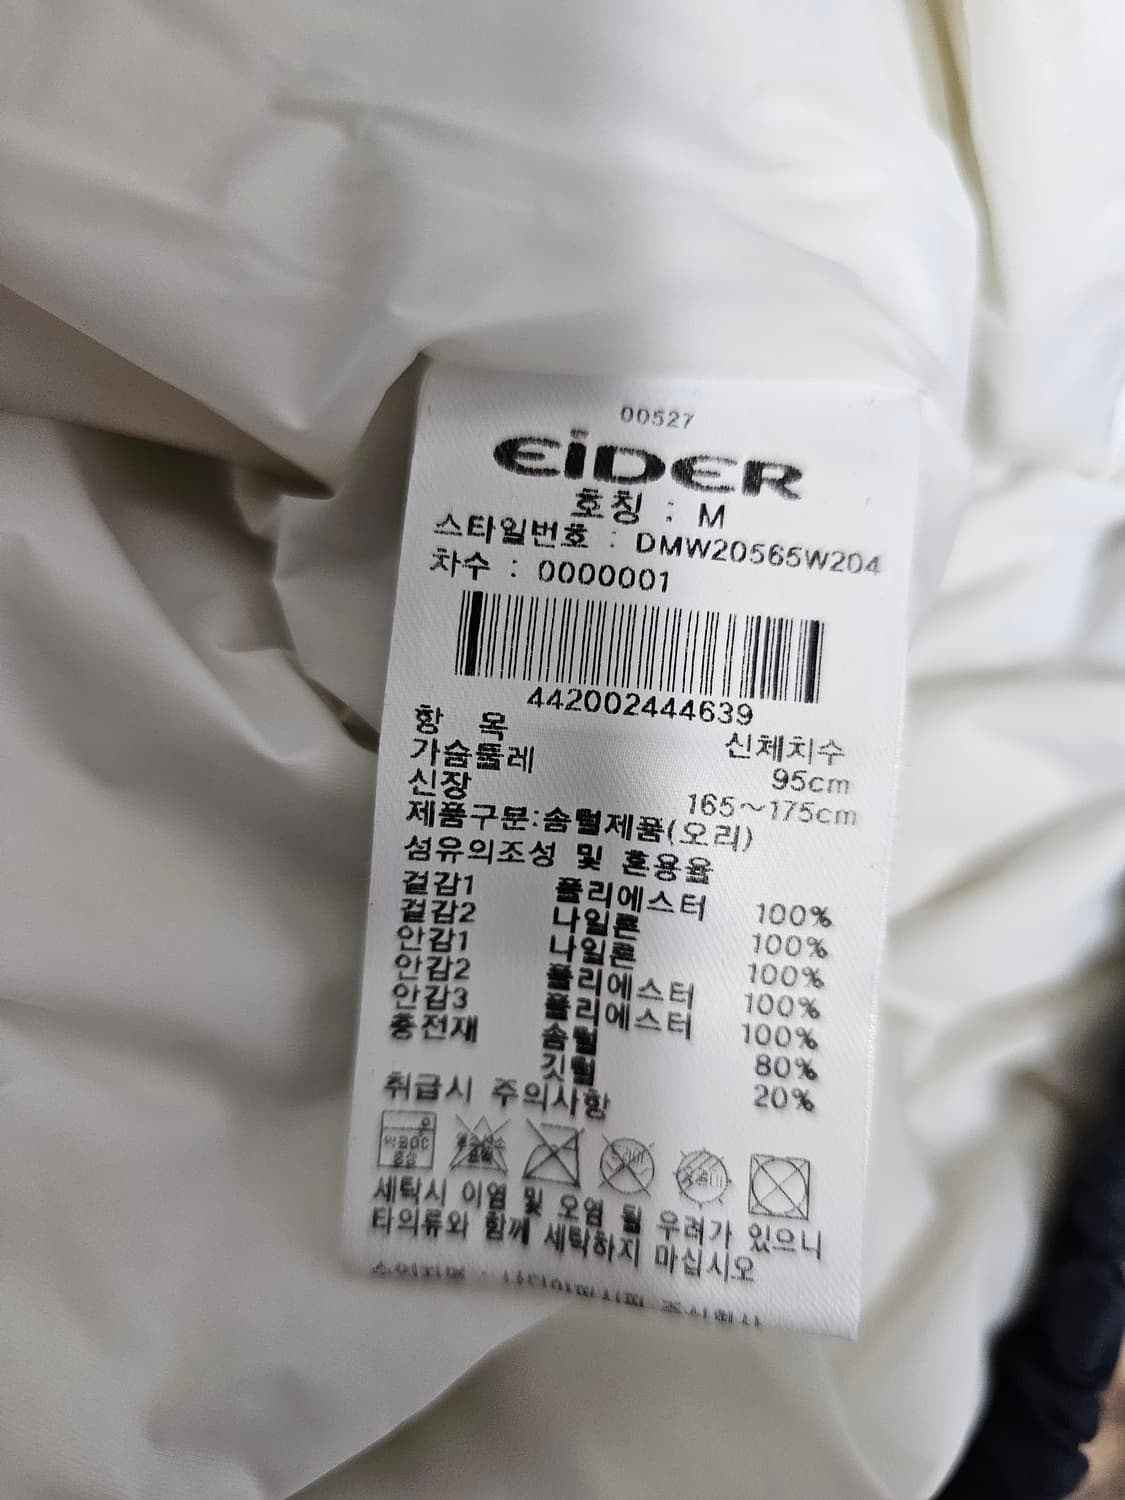 00527
EiDER
호칭 : M
스타일번호 : DMW20565W204
차수 : 0000001
442002444639
항 목 신체치수
가슴둘레 95cm
신장 165~175cm
제품구분:솜털제품(오리)
섬유의조성 및 혼용율
겉감1 폴리에스터 100%
겉감2 나일론 100%
안감1 나일론 100%
안감2 폴리에스터 100%
안감3 폴리에스터 100%
충전재 솜털 80%
깃털 20%
취급시 주의사항
세탁시 이염 및 오염 될 우려가 있으니
타의류와 함께 세탁하지 마십시오